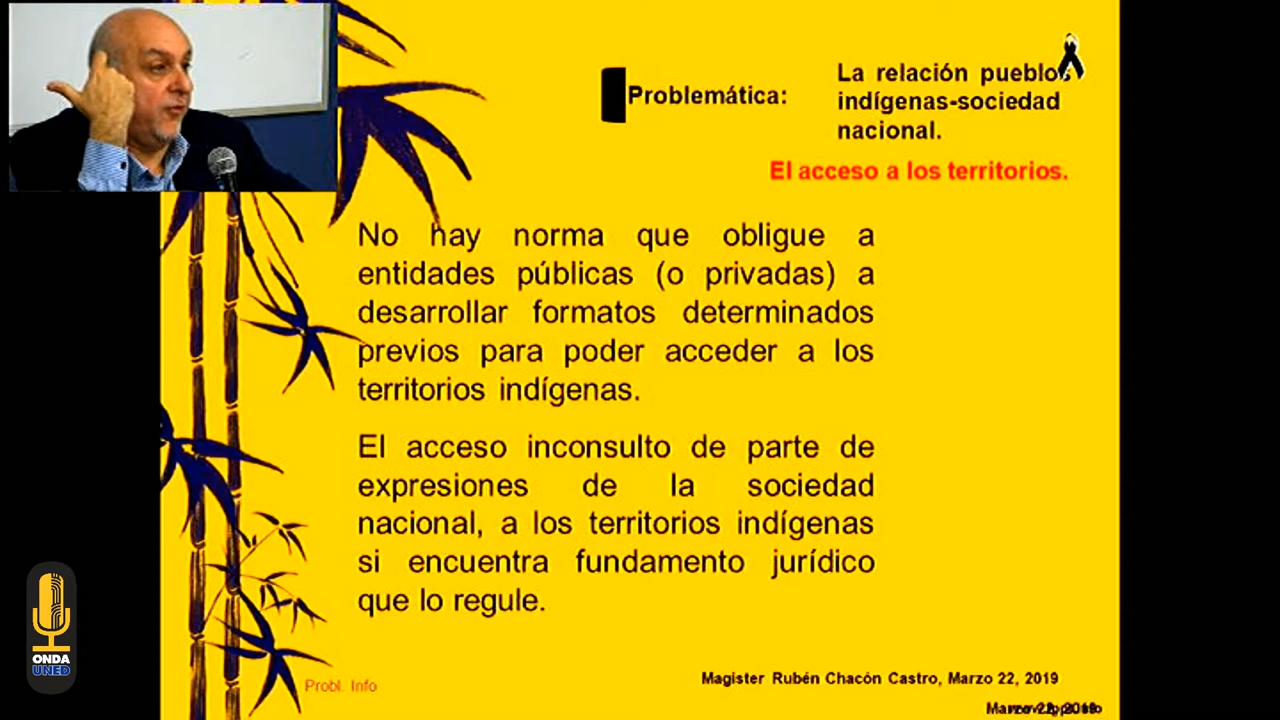 Problemática:
La relación pueblos
indígenas-sociedad
nacional.
El acceso a los territorios.
No hay norma que obligue a
entidades públicas (o privadas) a
desarrollar formatos determinados
previos para poder acceder a los
territorios indígenas.
El acceso inconsulto de parte de
expresiones de la sociedad
nacional, a los territorios indígenas
si encuentra fundamento jurídico
que lo regule.
Probl. Info
Magister Rubén Chacón Castro, Marzo 22, 2019
ONDA
UNED